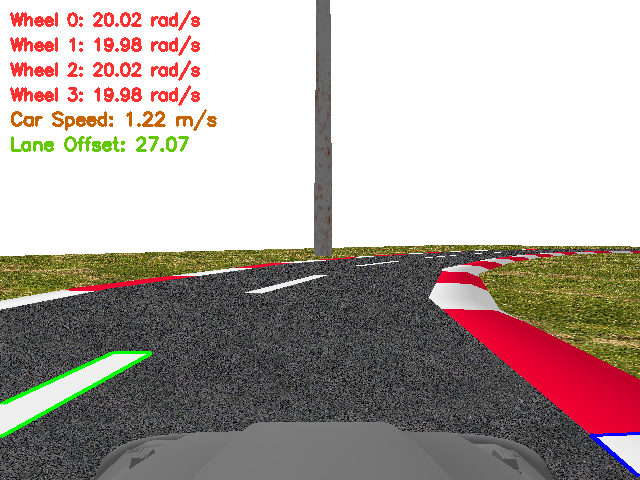 Wheel 0: 20.02 rad/s
Wheel 1: 19.98 rad/s
Wheel 2: 20.02 rad/s
Wheel 3: 19.98 rad/s
Car Speed: 1.22 m/s
Lane Offset: 27.07